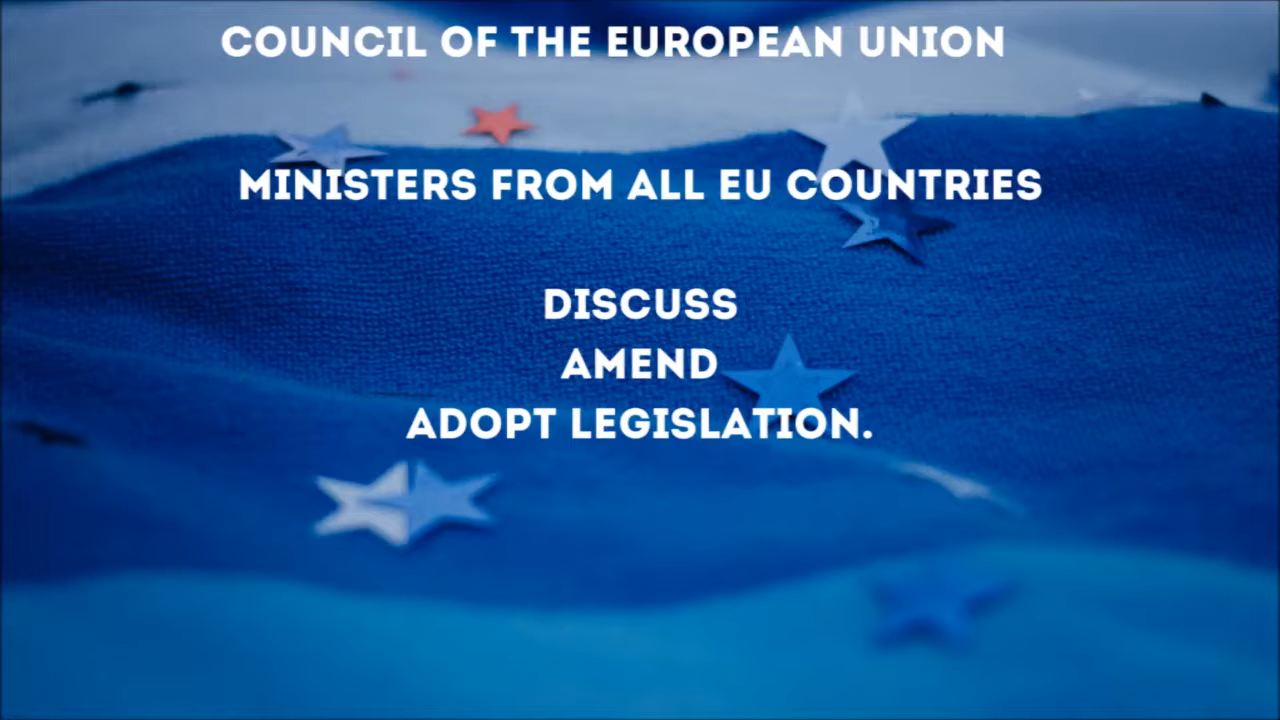 COUNCIL OF THE EUROPEAN UNION
MINISTERS FROM ALL EU COUNTRIES
DISCUSS
AMEND
ADOPT LEGISLATION.